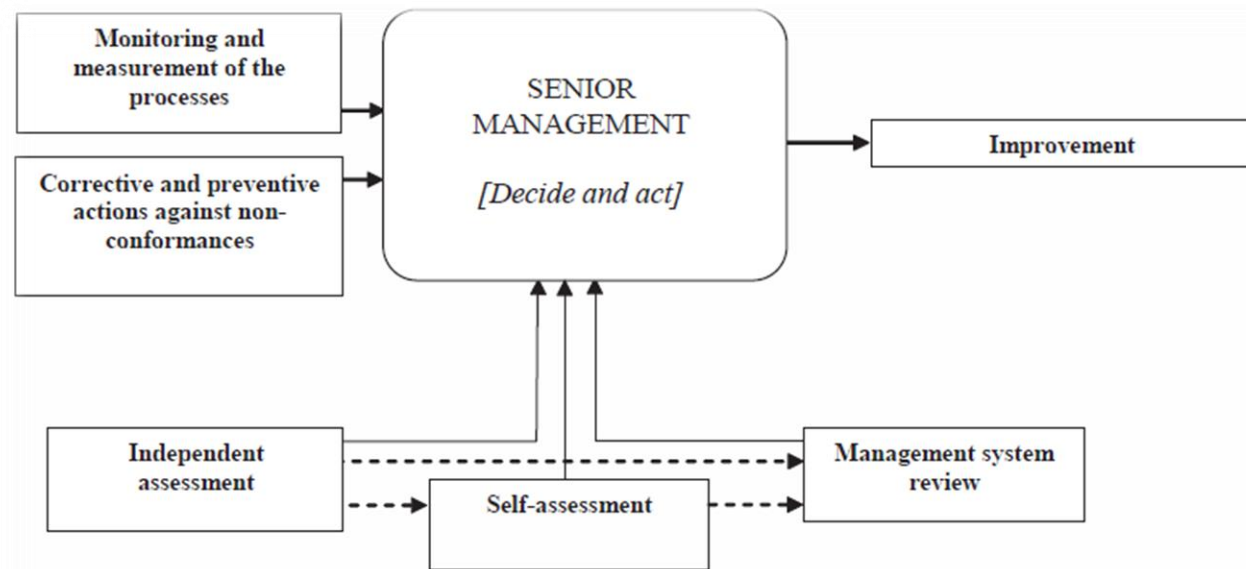 Monitoring and
measurement of the
processes
Corrective and preventive
actions against non-
conformances
SENIOR
MANAGEMENT
[Decide and act]
Improvement
Independent
assessment
Self-assessment
Management system
review